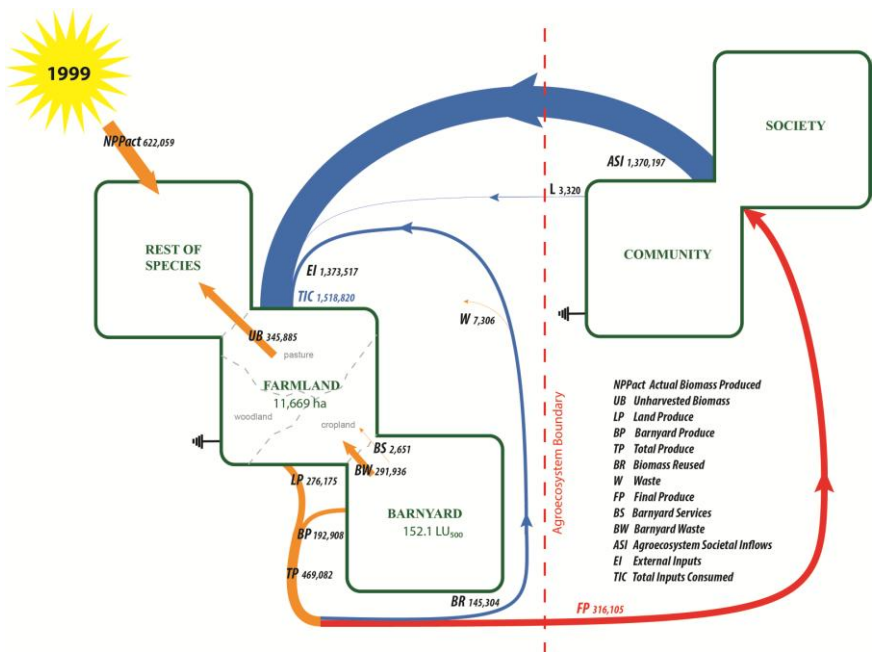 1999
NPPact 622,059
REST OF
SPECIES
UB 345,885
pasture
FARMLAND
11,669 ha
woodland
cropland
EI 1,373,517
TIC 1,518,820
ASI 1,370,197
L 3,320
W 7,306
SOCIETY
COMMUNITY
Agroecosystem Boundary
BS 2,651
BW 291,936
LP 276,175
BARNYARD
152.1 LU500
BP 192,908
TP 469,082
BR 145,304
FP 316,105
NPPact Actual Biomass Produced
UB Unharvested Biomass
LP Land Produce
BP Barnyard Produce
TP Total Produce
BR Biomass Reused
W Waste
FP Final Produce
BS Barnyard Services
BW Barnyard Waste
ASI Agroecosystem Societal Inflows
EI External Inputs
TIC Total Inputs Consumed